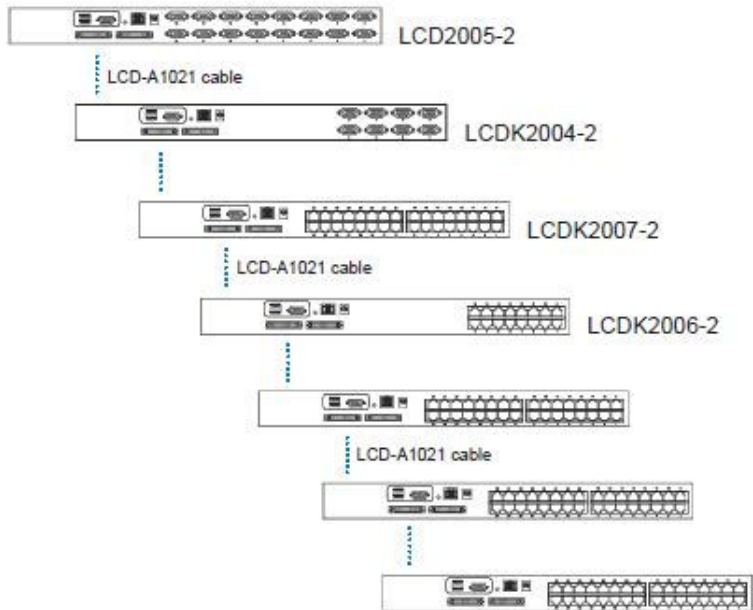 LCD2005-2
LCD-A1021 cable
LCDK2004-2
LCDK2007-2
LCD-A1021 cable
LCDK2006-2
LCD-A1021 cable